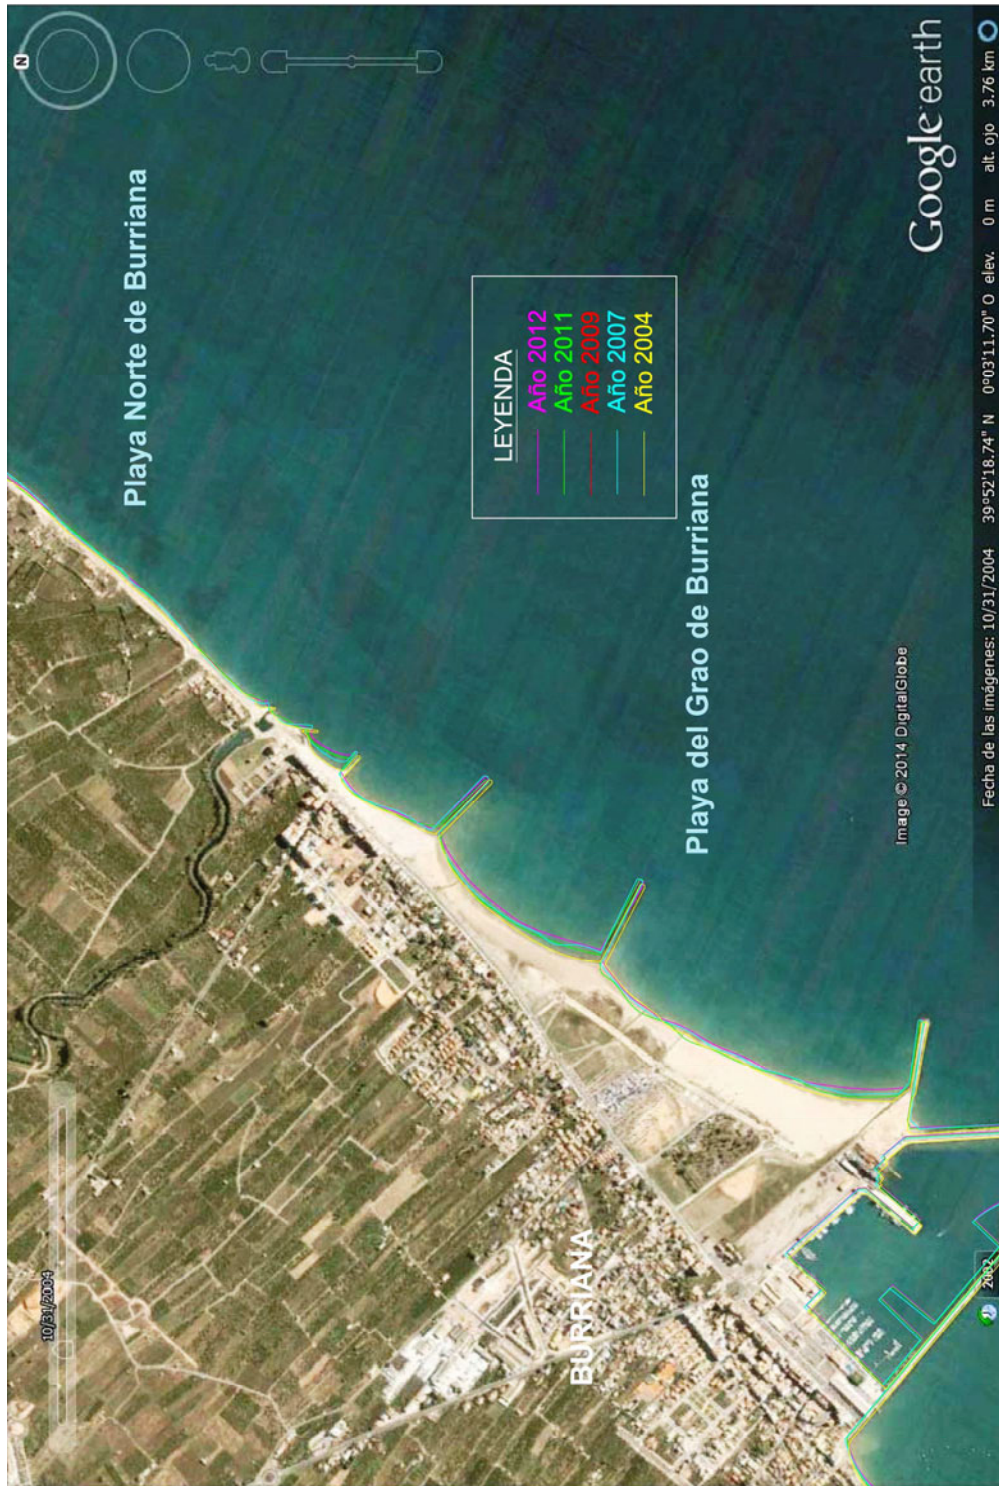 10/31/2004
N
Playa Norte de Burriana
LEYENDA
Año 2012
Año 2011
Año 2009
Año 2007
Año 2004
Playa del Grao de Burriana
BURRIANA
Image © 2014 DigitalGlobe
Google earth
2002
Fecha de las imágenes: 10/31/2004 39°52'18.74" N 0°03'11.70" O elev. 0 m alt. ojo 3.76 km